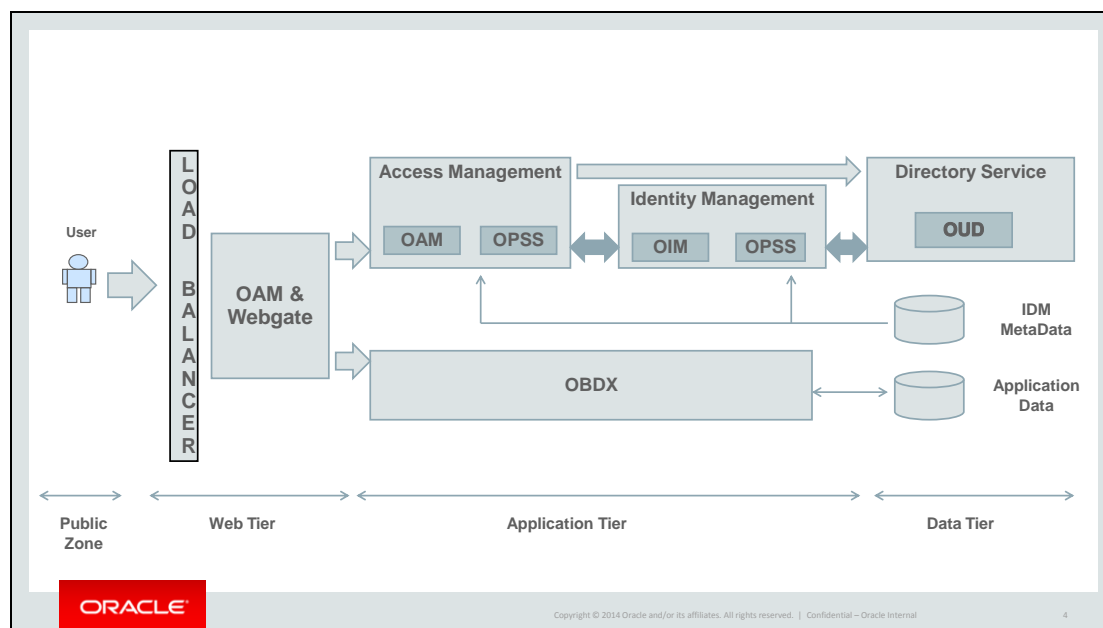 User
LOAD BALANCER
OAM &
Webgate
Access Management
OAM
OPSS
Identity Management
OIM
OPSS
Directory Service
OUD
IDM
MetaData
OBDX
Application
Data
Public
Zone
Web Tier
Application Tier
Data Tier
ORACLE®
Copyright © 2014 Oracle and/or its affiliates. All rights reserved. | Confidential – Oracle Internal
4